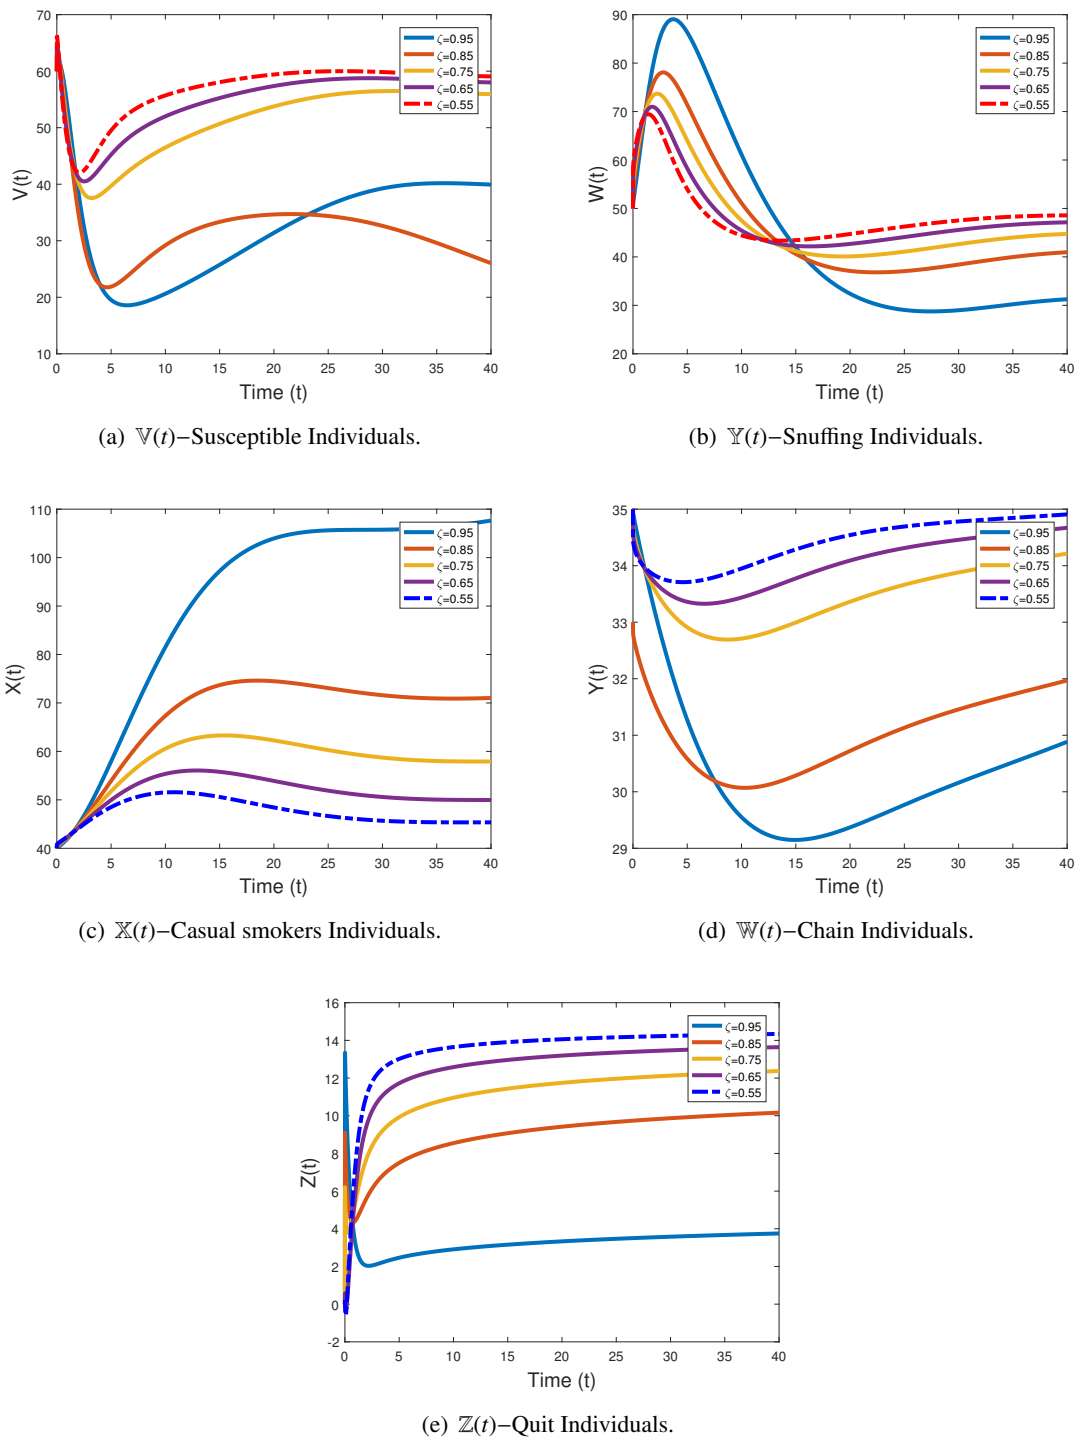 70
60
50
40
30
20
10
V(t)
0 5 10 15 20 25 30 35 40
Time (t)
ζ=0.95
ζ=0.85
ζ=0.75
ζ=0.65
ζ=0.55
(a) 𝕍(t)−Susceptible Individuals.
90
80
70
60
50
40
30
20
W(t)
0 5 10 15 20 25 30 35 40
Time (t)
ζ=0.95
ζ=0.85
ζ=0.75
ζ=0.65
ζ=0.55
(b) 𝕐(t)−Snuffing Individuals.
110
100
90
80
70
60
50
40
X(t)
0 5 10 15 20 25 30 35 40
Time (t)
ζ=0.95
ζ=0.85
ζ=0.75
ζ=0.65
ζ=0.55
(c) 𝕏(t)−Casual smokers Individuals.
35
34
33
32
31
30
29
Y(t)
0 5 10 15 20 25 30 35 40
Time (t)
ζ=0.95
ζ=0.85
ζ=0.75
ζ=0.65
ζ=0.55
(d) 𝕎(t)−Chain Individuals.
16
14
12
10
8
6
4
2
0
-2
Z(t)
0 5 10 15 20 25 30 35 40
Time (t)
ζ=0.95
ζ=0.85
ζ=0.75
ζ=0.65
ζ=0.55
(e) ℤ(t)−Quit Individuals.